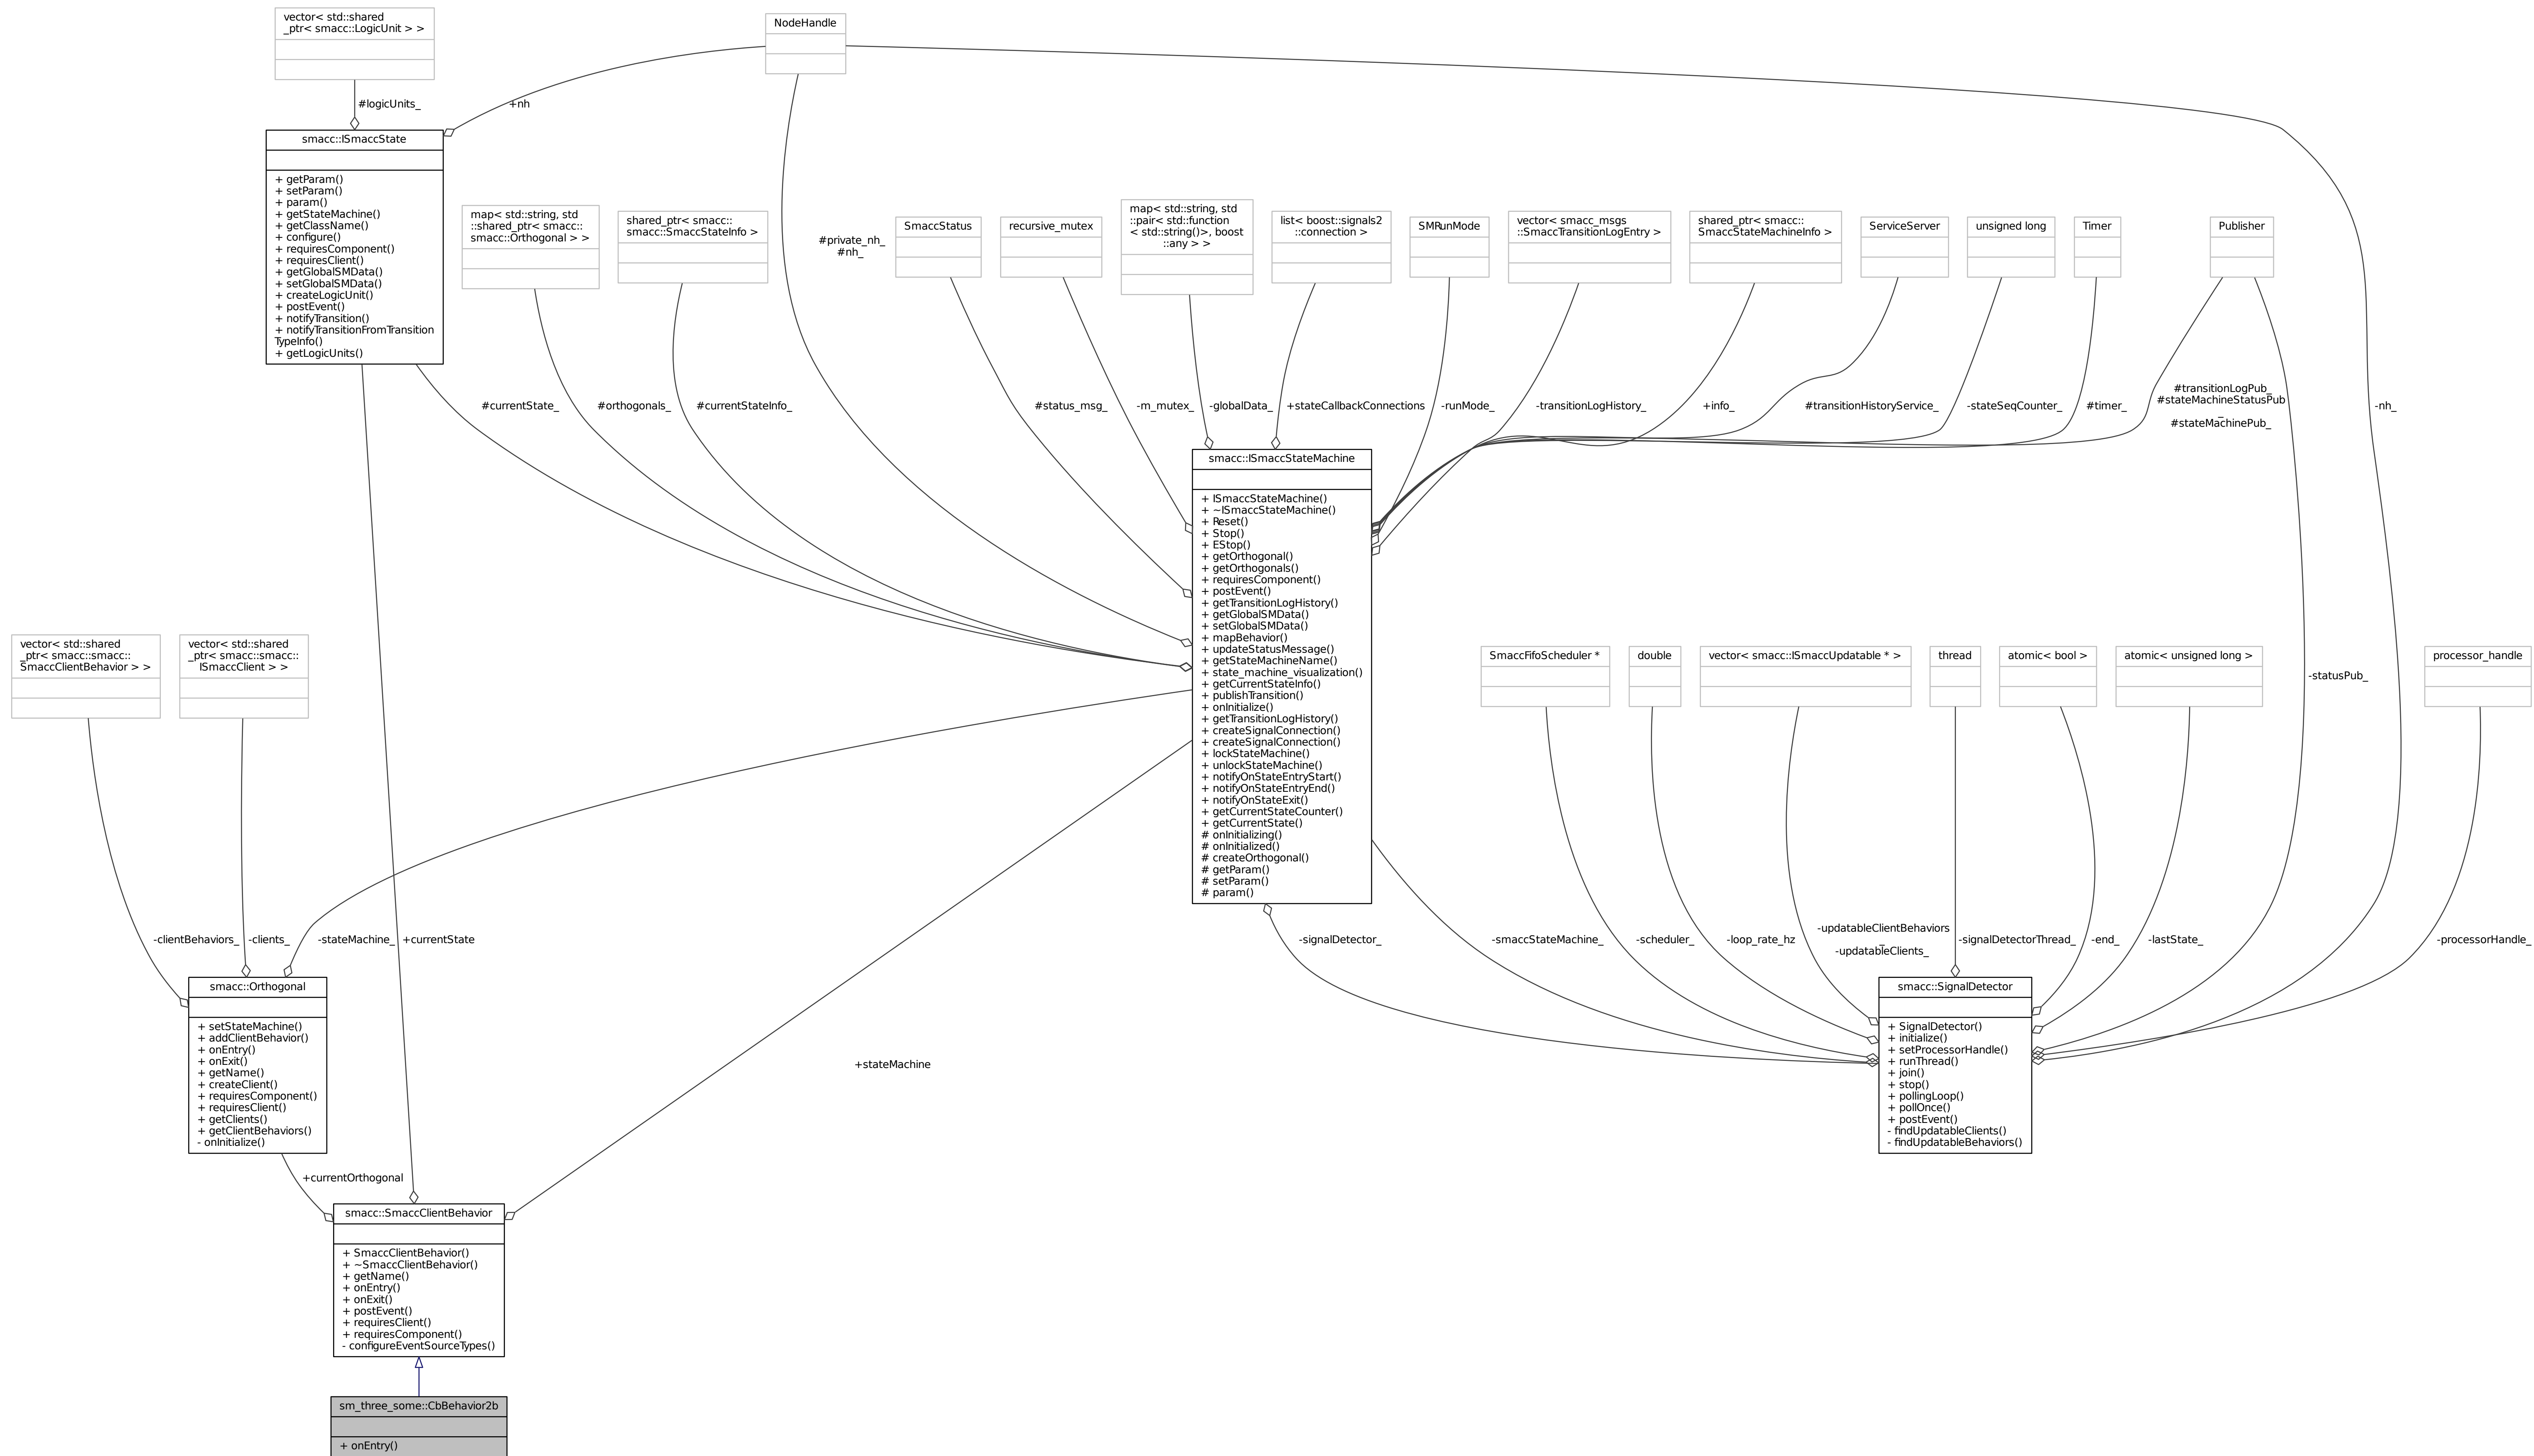 vector< std::shared
_ptr< smacc::LogicUnit > >
NodeHandle
#logicUnits_
+nh
smacc::ISmaccState
+ getParam()
+ setParam()
+ param()
+ getStateMachine()
+ getClassName()
+ configure()
+ requiresComponent()
+ requiresClient()
+ getGlobalSMData()
+ setGlobalSMData()
+ createLogicUnit()
+ postEvent()
+ notifyTransition()
+ notifyTransitionFromTransition
TypeInfo()
+ getLogicUnits()
map< std::string, std
::shared_ptr< smacc::
smacc::Orthogonal > >
shared_ptr< smacc::
smacc::SmaccStateInfo >
#private_nh_
#nh_
SmaccStatus
recursive_mutex
map< std::string, std
::pair< std::function
< std::string()>, boost
::any > >
list< boost::signals2
::connection >
SMRunMode
vector< smacc_msgs
::SmaccTransitionLogEntry >
shared_ptr< smacc::
SmaccStateMachineInfo >
ServiceServer
unsigned long
Timer
Publisher
#currentState_
#orthogonals_
#currentStateInfo_
#status_msg_
-m_mutex_
-globalData_
+stateCallbackConnections
-runMode_
-transitionLogHistory_
+info_
#transitionHistoryService_
-stateSeqCounter_
#timer_
#transitionLogPub_
#stateMachineStatusPub
_
#stateMachinePub_
-nh_
smacc::ISmaccStateMachine
+ ISmaccStateMachine()
+ ~ISmaccStateMachine()
+ Reset()
+ Stop()
+ EStop()
+ getOrthogonal()
+ getOrthogonals()
+ requiresComponent()
+ postEvent()
+ getTransitionLogHistory()
+ getGlobalSMData()
+ setGlobalSMData()
+ mapBehavior()
+ updateStatusMessage()
+ getStateMachineName()
+ state_machine_visualization()
+ getCurrentStateInfo()
+ publishTransition()
+ onInitialize()
+ getTransitionLogHistory()
+ createSignalConnection()
+ createSignalConnection()
+ lockStateMachine()
+ unlockStateMachine()
+ notifyOnStateEntryStart()
+ notifyOnStateEntryEnd()
+ notifyOnStateExit()
+ getCurrentStateCounter()
+ getCurrentState()
# onInitializing()
# onInitialized()
# createOrthogonal()
# getParam()
# setParam()
# param()
vector< std::shared
_ptr< smacc::smacc::
SmaccClientBehavior > >
vector< std::shared
_ptr< smacc::smacc::
ISmaccClient > >
SmaccFifoScheduler *
double
vector< smacc::ISmaccUpdatable * >
thread
atomic< bool >
atomic< unsigned long >
-statusPub_
processor_handle
-clientBehaviors_
-clients_
-stateMachine_
+currentState
-signalDetector_
-smaccStateMachine_
-scheduler_
-loop_rate_hz
-updatableClientBehaviors
_
-updatableClients_
-signalDetectorThread_
-end_
-lastState_
-processorHandle_
smacc::Orthogonal
+ setStateMachine()
+ addClientBehavior()
+ onEntry()
+ onExit()
+ getName()
+ createClient()
+ requiresComponent()
+ requiresClient()
+ getClients()
+ getClientBehaviors()
- onInitialize()
smacc::SignalDetector
+ SignalDetector()
+ initialize()
+ setProcessorHandle()
+ runThread()
+ join()
+ stop()
+ pollingLoop()
+ pollOnce()
+ postEvent()
- findUpdatableClients()
- findUpdatableBehaviors()
+stateMachine
+currentOrthogonal
smacc::SmaccClientBehavior
+ SmaccClientBehavior()
+ ~SmaccClientBehavior()
+ getName()
+ onEntry()
+ onExit()
+ postEvent()
+ requiresClient()
+ requiresComponent()
- configureEventSourceTypes()
sm_three_some::CbBehavior2b
+ onEntry()